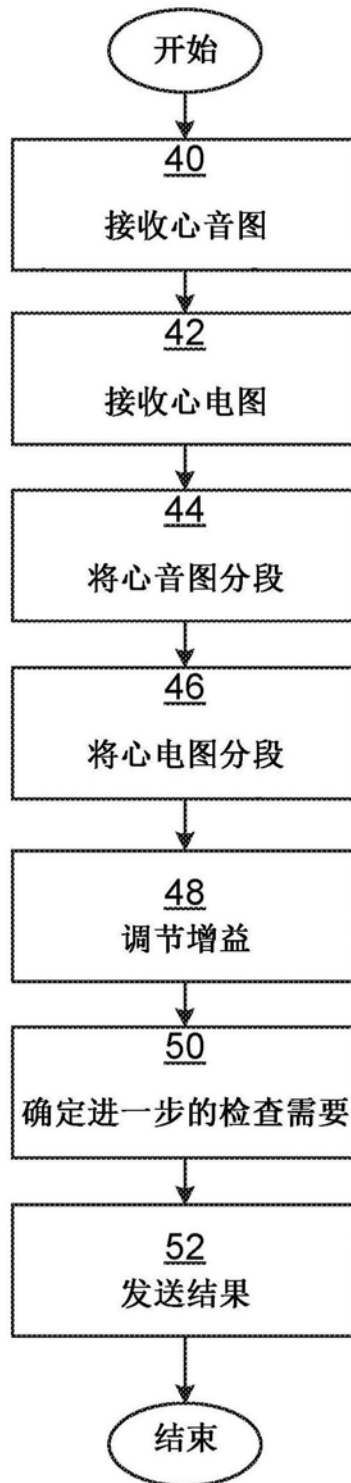 开始
40
接收心音图
42
接收心电图
44
将心音图分段
46
将心电图分段
48
调节增益
50
确定进一步的检查需要
52
发送结果
结束